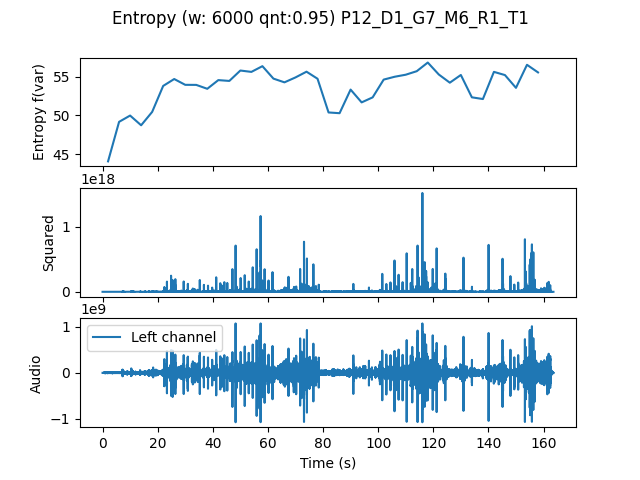 Entropy (w: 6000 qnt:0.95) P12_D1_G7_M6_R1_T1
Entropy f(var)
55
50
45
1e18
Squared
1
0
1e9
Audio
Left channel
1
0
−1
0 20 40 60 80 100 120 140 160
Time (s)